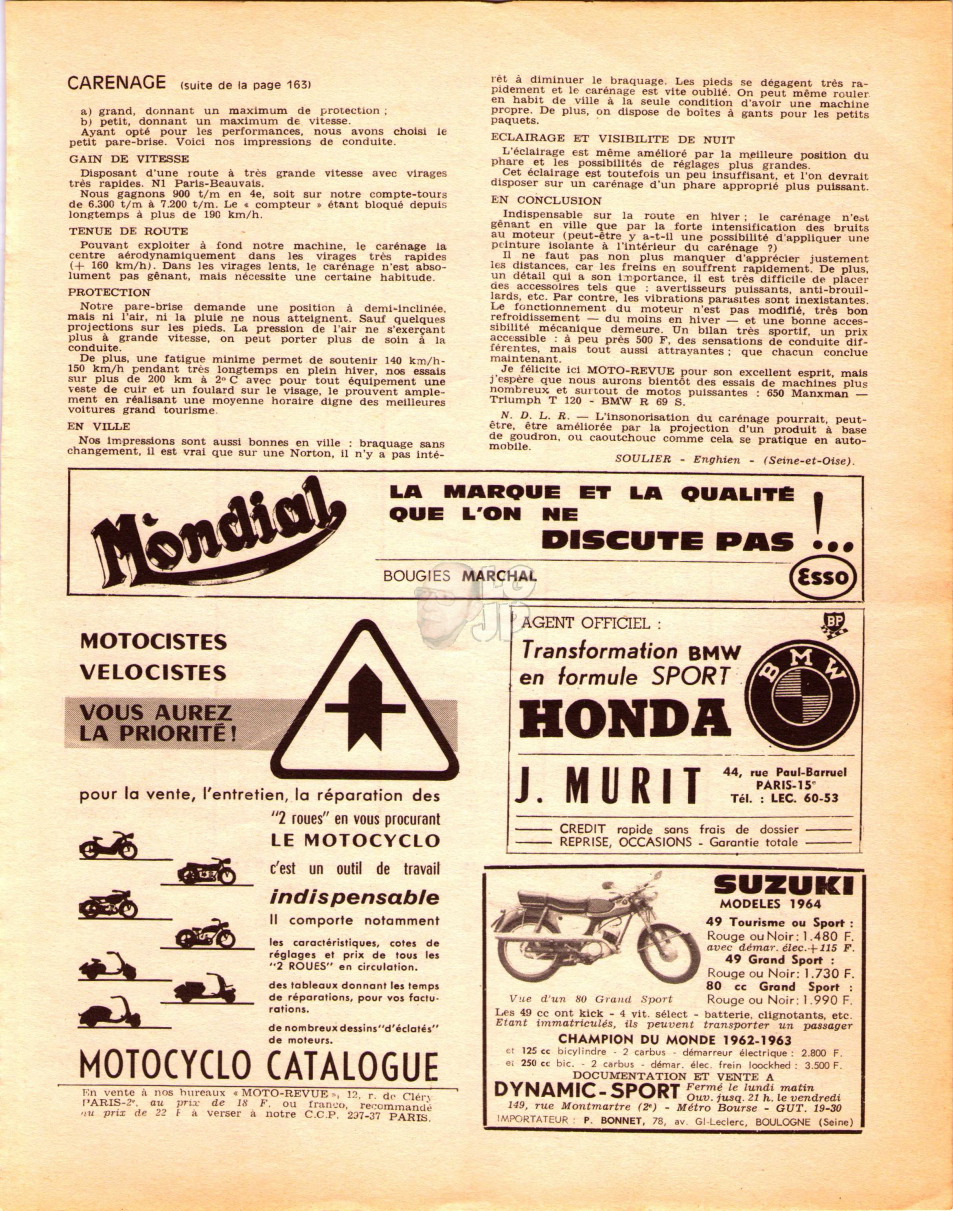 CARENAGE (suite de la page 163)
a) grand, donnant un maximum de protection ;
b) petit, donnant un maximum de vitesse.
Ayant opté pour les performances, nous avons choisi le
petit pare-brise. Voici nos impressions de conduite.
GAIN DE VITESSE
Disposant d'une route à très grande vitesse avec virages
très rapides. N1 Paris-Beauvais.
Nous gagnons 900 t/m en 4e, soit sur notre compte-tours
de 6.300 t/m à 7.200 t/m. Le « compteur » étant bloqué depuis
longtemps à plus de 190 km/h.
TENUE DE ROUTE
Pouvant exploiter à fond notre machine, le carénage la
centre aérodynamiquement dans les virages très rapides
(+ 160 km/h). Dans les virages lents, le carénage n'est abso-
lument pas gênant, mais nécessite une certaine habitude.
PROTECTION
Notre pare-brise demande une position à demi-inclinée,
mais ni l'air, ni la pluie ne nous atteignent. Sauf quelques
projections sur les pieds. La pression de l'air ne s'exerçant
plus à grande vitesse, on peut porter plus de soin à la
conduite.
De plus, une fatigue minime permet de soutenir 140 km/h-
150 km/h pendant très longtemps en plein hiver, nos essais
sur plus de 200 km à 2° C avec pour tout équipement une
veste de cuir et un foulard sur le visage, le prouvent ample-
ment en réalisant une moyenne horaire digne des meilleures
voitures grand tourisme.
EN VILLE
Nos impressions sont aussi bonnes en ville : braquage sans
changement, il est vrai que sur une Norton, il n'y a pas inté-
rêt à diminuer le braquage. Les pieds se dégagent très ra-
pidement et le carénage est vite oublié. On peut même rouler
en habit de ville à la seule condition d'avoir une machine
propre. De plus, on dispose de boîtes à gants pour les petits
paquets.
ECLAIRAGE ET VISIBILITE DE NUIT
L'éclairage est même amélioré par la meilleure position du
phare et les possibilités de réglages plus grandes.
Cet éclairage est toutefois un peu insuffisant, et l'on devrait
disposer sur un carénage d'un phare approprié plus puissant.
EN CONCLUSION
Indispensable sur la route en hiver ; le carénage n'est
gênant en ville que par la forte intensification des bruits
au moteur (peut-être y a-t-il une possibilité d'appliquer une
peinture isolante à l'intérieur du carénage ?)
Il ne faut pas non plus manquer d'apprécier justement
les distances, car les freins en souffrent rapidement. De plus,
un détail qui a son importance, il est très difficile de placer
des accessoires tels que : avertisseurs puissants, anti-brouil-
lards, etc. Par contre, les vibrations parasites sont inexistantes.
Le fonctionnement du moteur n'est pas modifié, très bon
refroidissement — du moins en hiver — et une bonne acces-
sibilité mécanique demeure. Un bilan très sportif, un prix
accessible : à peu près 500 F, des sensations de conduite dif-
férentes, mais tout aussi attrayantes ; que chacun conclue
maintenant.
Je félicite ici MOTO-REVUE pour son excellent esprit, mais
j'espère que nous aurons bientôt des essais de machines plus
nombreux et surtout de motos puissantes : 650 Manxman —
Triumph T 120 - BMW R 69 S.
N. D. L. R. — L'insonorisation du carénage pourrait, peut-
être, être améliorée par la projection d'un produit à base
de goudron, ou caoutchouc comme cela se pratique en auto-
mobile.
SOULIER - Enghien - (Seine-et-Oise).
Mondial
LA MARQUE ET LA QUALITÉ
QUE L'ON NE
DISCUTE PAS !...
BOUGIES MARCHAL
Esso
LG
JP
MOTOCISTES
VELOCISTES
VOUS AUREZ
LA PRIORITÉ !
pour la vente, l'entretien, la réparation des
"2 roues" en vous procurant
LE MOTOCYCLO
c'est un outil de travail
indispensable
Il comporte notamment
les caractéristiques, cotes de
réglages et prix de tous les
"2 ROUES" en circulation.
des tableaux donnant les temps
de réparations, pour vos factu-
rations.
de nombreux dessins "d'éclatés"
de moteurs.
MOTOCYCLO CATALOGUE
En vente à nos bureaux « MOTO-REVUE », 12, r. de Cléry
PARIS-2e, au prix de 18 F. ou franco, recommandé
au prix de 22 F à verser à notre C.C.P. 237-37 PARIS.
AGENT OFFICIEL :
BP
Transformation BMW
en formule SPORT
BMW
HONDA
J. MURIT
44, rue Paul-Barruel
PARIS-15e
Tél. : LEC. 60-53
CREDIT rapide sans frais de dossier
REPRISE, OCCASIONS - Garantie totale
SUZUKI
MODELES 1964
49 Tourisme ou Sport :
Rouge ou Noir : 1.480 F.
avec démar. élec. + 115 F.
49 Grand Sport :
Rouge ou Noir : 1.730 F.
80 cc Grand Sport :
Rouge ou Noir : 1.990 F.
Vue d'un 80 Grand Sport
Les 49 cc ont kick - 4 vit. sélect - batterie, clignotants, etc.
Etant immatriculés, ils peuvent transporter un passager
CHAMPION DU MONDE 1962-1963
et 125 cc bicylindre - 2 carbus - démarreur électrique : 2.800 F.
et 250 cc bic. - 2 carbus - démar. élec. frein loockhed : 3.500 F.
DOCUMENTATION ET VENTE A
DYNAMIC-SPORT Fermé le lundi matin
Ouv. jusq. 21 h. le vendredi
149, rue Montmartre (2e) - Métro Bourse - GUT. 19-30
IMPORTATEUR : P. BONNET, 78, av. Gl-Leclerc, BOULOGNE (Seine)